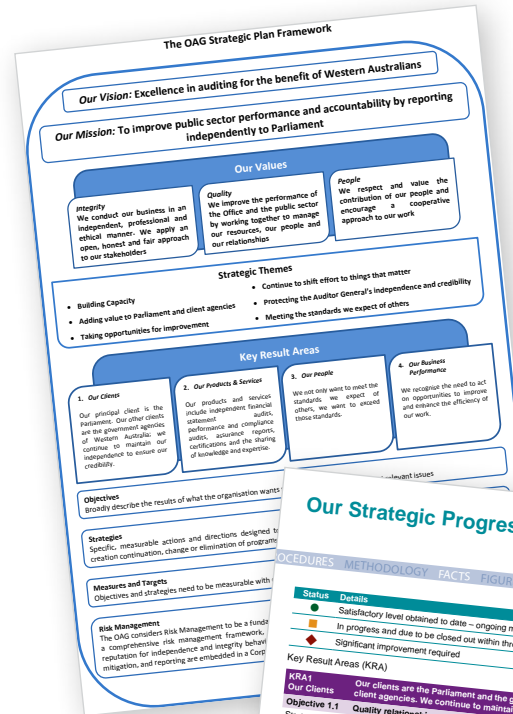 The OAG Strategic Plan Framework
Our Vision: Excellence in auditing for the benefit of Western Australians
Our Mission: To improve public sector performance and accountability by reporting
independently to Parliament
Our Values
Integrity
We conduct our business in an
independent, professional and
ethical manner. We apply an
open, honest and fair approach
to our stakeholders
Quality
We improve the performance of
the Office and the public sector
by working together to manage
our resources, our people and
our relationships
People
We respect and value the
contribution of our people and
encourage a cooperative
approach to our work
Strategic Themes
• Building Capacity
• Adding value to Parliament and client agencies
• Taking opportunities for improvement
• Continue to shift effort to things that matter
• Protecting the Auditor General's independence and credibility
• Meeting the standards we expect of others
Key Result Areas
1. Our Clients
Our principal client is the
Parliament. Our other clients
are the government agencies
of Western Australia; we
continue to maintain our
independence to ensure our
credibility.
2. Our Products & Services
Our products and services
include independent financial
statement audits,
performance and compliance
audits, assurance reports,
certifications and the sharing
of knowledge and expertise.
3. Our People
We not only want to meet the
standards we expect of
others, we want to exceed
those standards.
4. Our Business
Performance
We recognise the need to act
on opportunities to improve
and enhance the efficiency of
our work.
Objectives
Broadly describe the results of what the organisation wants
relevant issues
Strategies
Specific, measurable actions and directions designed to
creation continuation, change or elimination of programs
Measures and Targets
Objectives and strategies need to be measurable with
Risk Management
The OAG considers Risk Management to be a funda
a comprehensive risk management framework,
reputation for independence and integrity behav
mitigation, and reporting are embedded in a Corp
Our Strategic Progres
OCEDURES METHODOLOGY FACTS FIGUR
Status Details
Satisfactory level obtained to date – ongoing m
In progress and due to be closed out within thr
Significant improvement required
Key Result Areas (KRA)
KRA1
Our Clients
Our clients are the Parliament and the g
client agencies. We continue to maintai
Objective 1.1 Quality relation